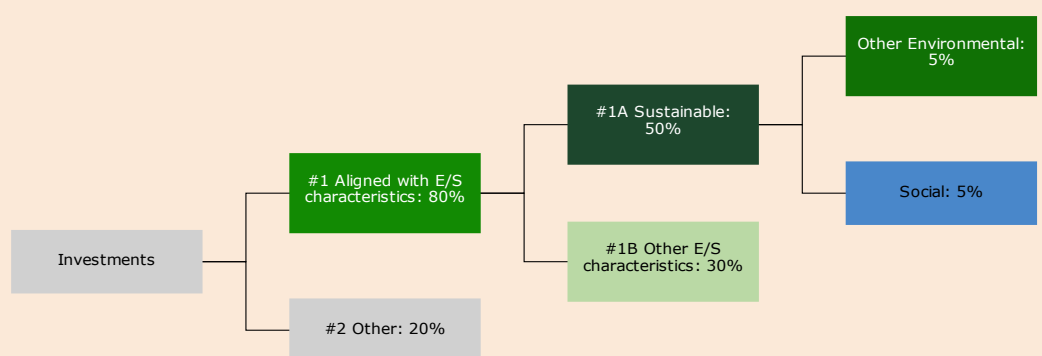 Investments
#1 Aligned with E/S
characteristics: 80%
#2 Other: 20%
#1A Sustainable:
50%
#1B Other E/S
characteristics: 30%
Other Environmental:
5%
Social: 5%